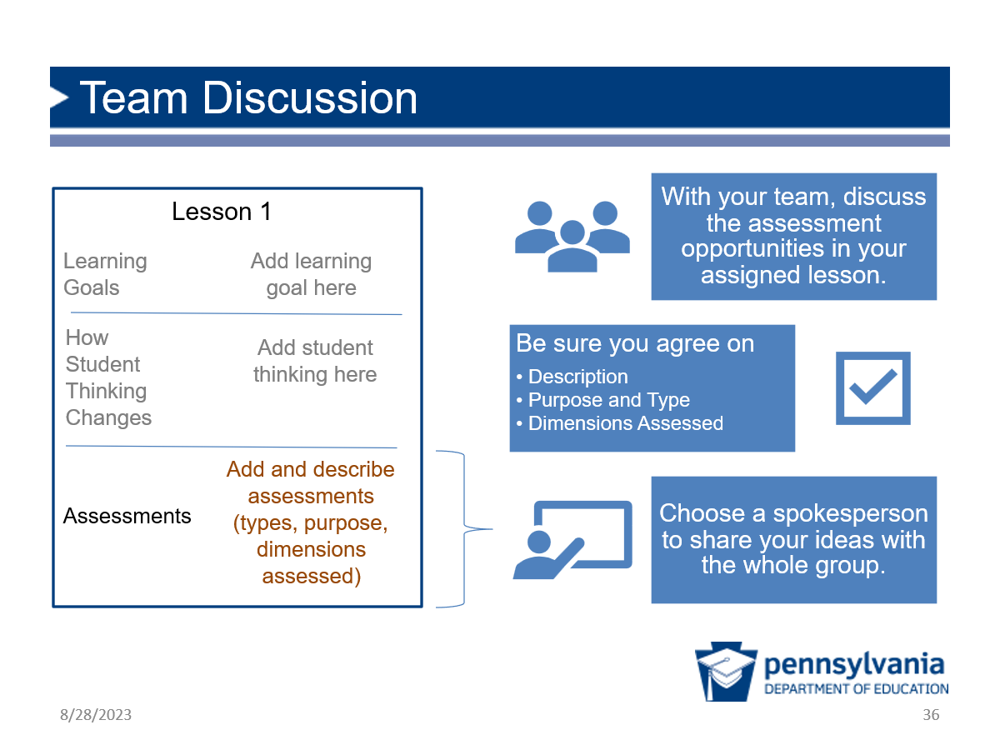 Team Discussion
Lesson 1
Learning
Goals
Add learning
goal here
How
Student
Thinking
Changes
Add student
thinking here
Assessments
Add and describe
assessments
(types, purpose,
dimensions
assessed)
With your team, discuss
the assessment
opportunities in your
assigned lesson.
Be sure you agree on
• Description
• Purpose and Type
• Dimensions Assessed
Choose a spokesperson
to share your ideas with
the whole group.
pennsylvania
DEPARTMENT OF EDUCATION
8/28/2023
36